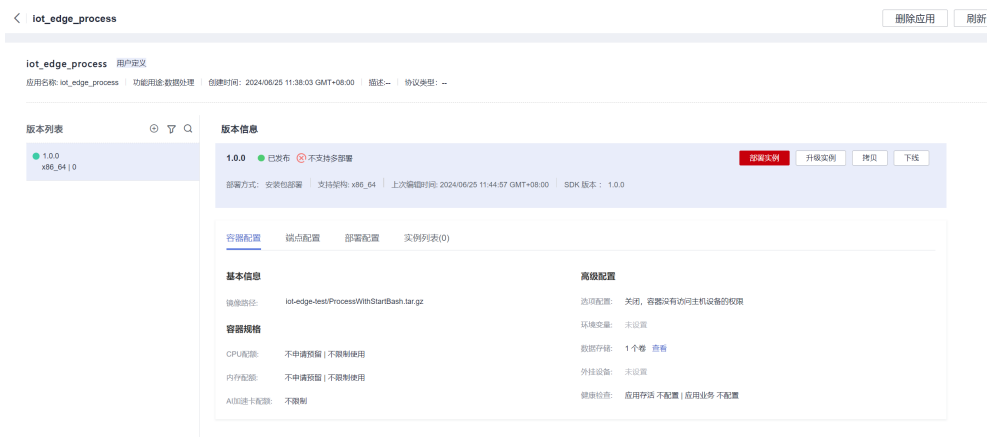 iot_edge_process 删除应用 刷新
iot_edge_process 用户定义
应用名称: iot_edge_process 功能用途:数据处理 创建时间: 2024/06/25 11:38:03 GMT+08:00 描述:-- 协议类型: --
版本列表
1.0.0
x86_64 | 0
版本信息
1.0.0 已发布 不支持多部署 部署实例 升级实例 拷贝 下线
部署方式: 安装包部署 支持架构: x86_64 上次编辑时间: 2024/06/25 11:44:57 GMT+08:00 SDK 版本 : 1.0.0
容器配置 端点配置 部署配置 实例列表(0)
基本信息
镜像路径: iot-edge-test/ProcessWithStartBash.tar.gz
容器规格
CPU配额: 不申请预留 | 不限制使用
内存配额: 不申请预留 | 不限制使用
AI加速卡配额: 不限制
高级配置
选项配置: 关闭，容器没有访问主机设备的权限
环境变量: 未设置
数据存储: 1 个卷 查看
外挂设备: 未设置
健康检查: 应用存活 不配置 | 应用业务 不配置